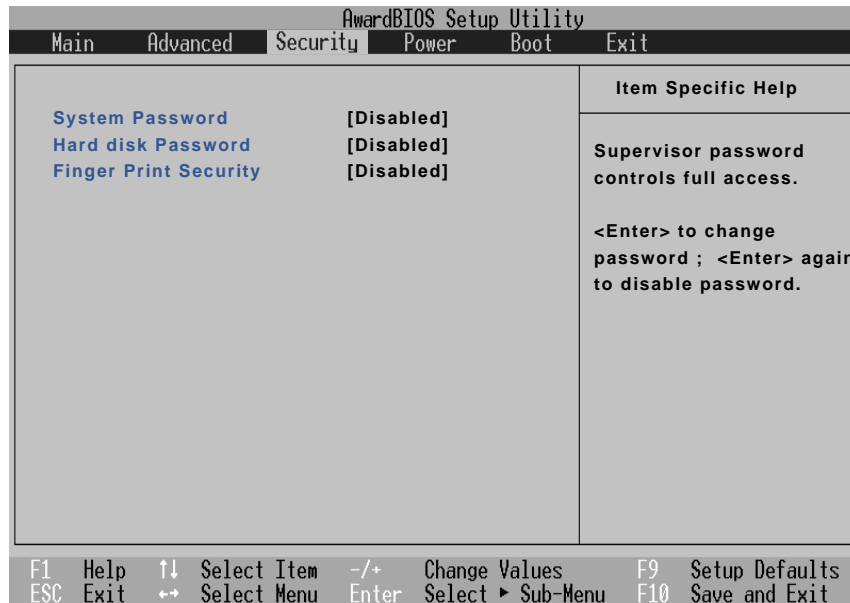 AwardBIOS Setup Utility
Main Advanced Security Power Boot Exit
System Password [Disabled]
Hard disk Password [Disabled]
Finger Print Security [Disabled]
Item Specific Help
Supervisor password
controls full access.
<Enter> to change
password ; <Enter> again
to disable password.
F1 Help ↑↓ Select Item -/+ Change Values F9 Setup Defaults
ESC Exit ←→ Select Menu Enter Select ▸ Sub-Menu F10 Save and Exit